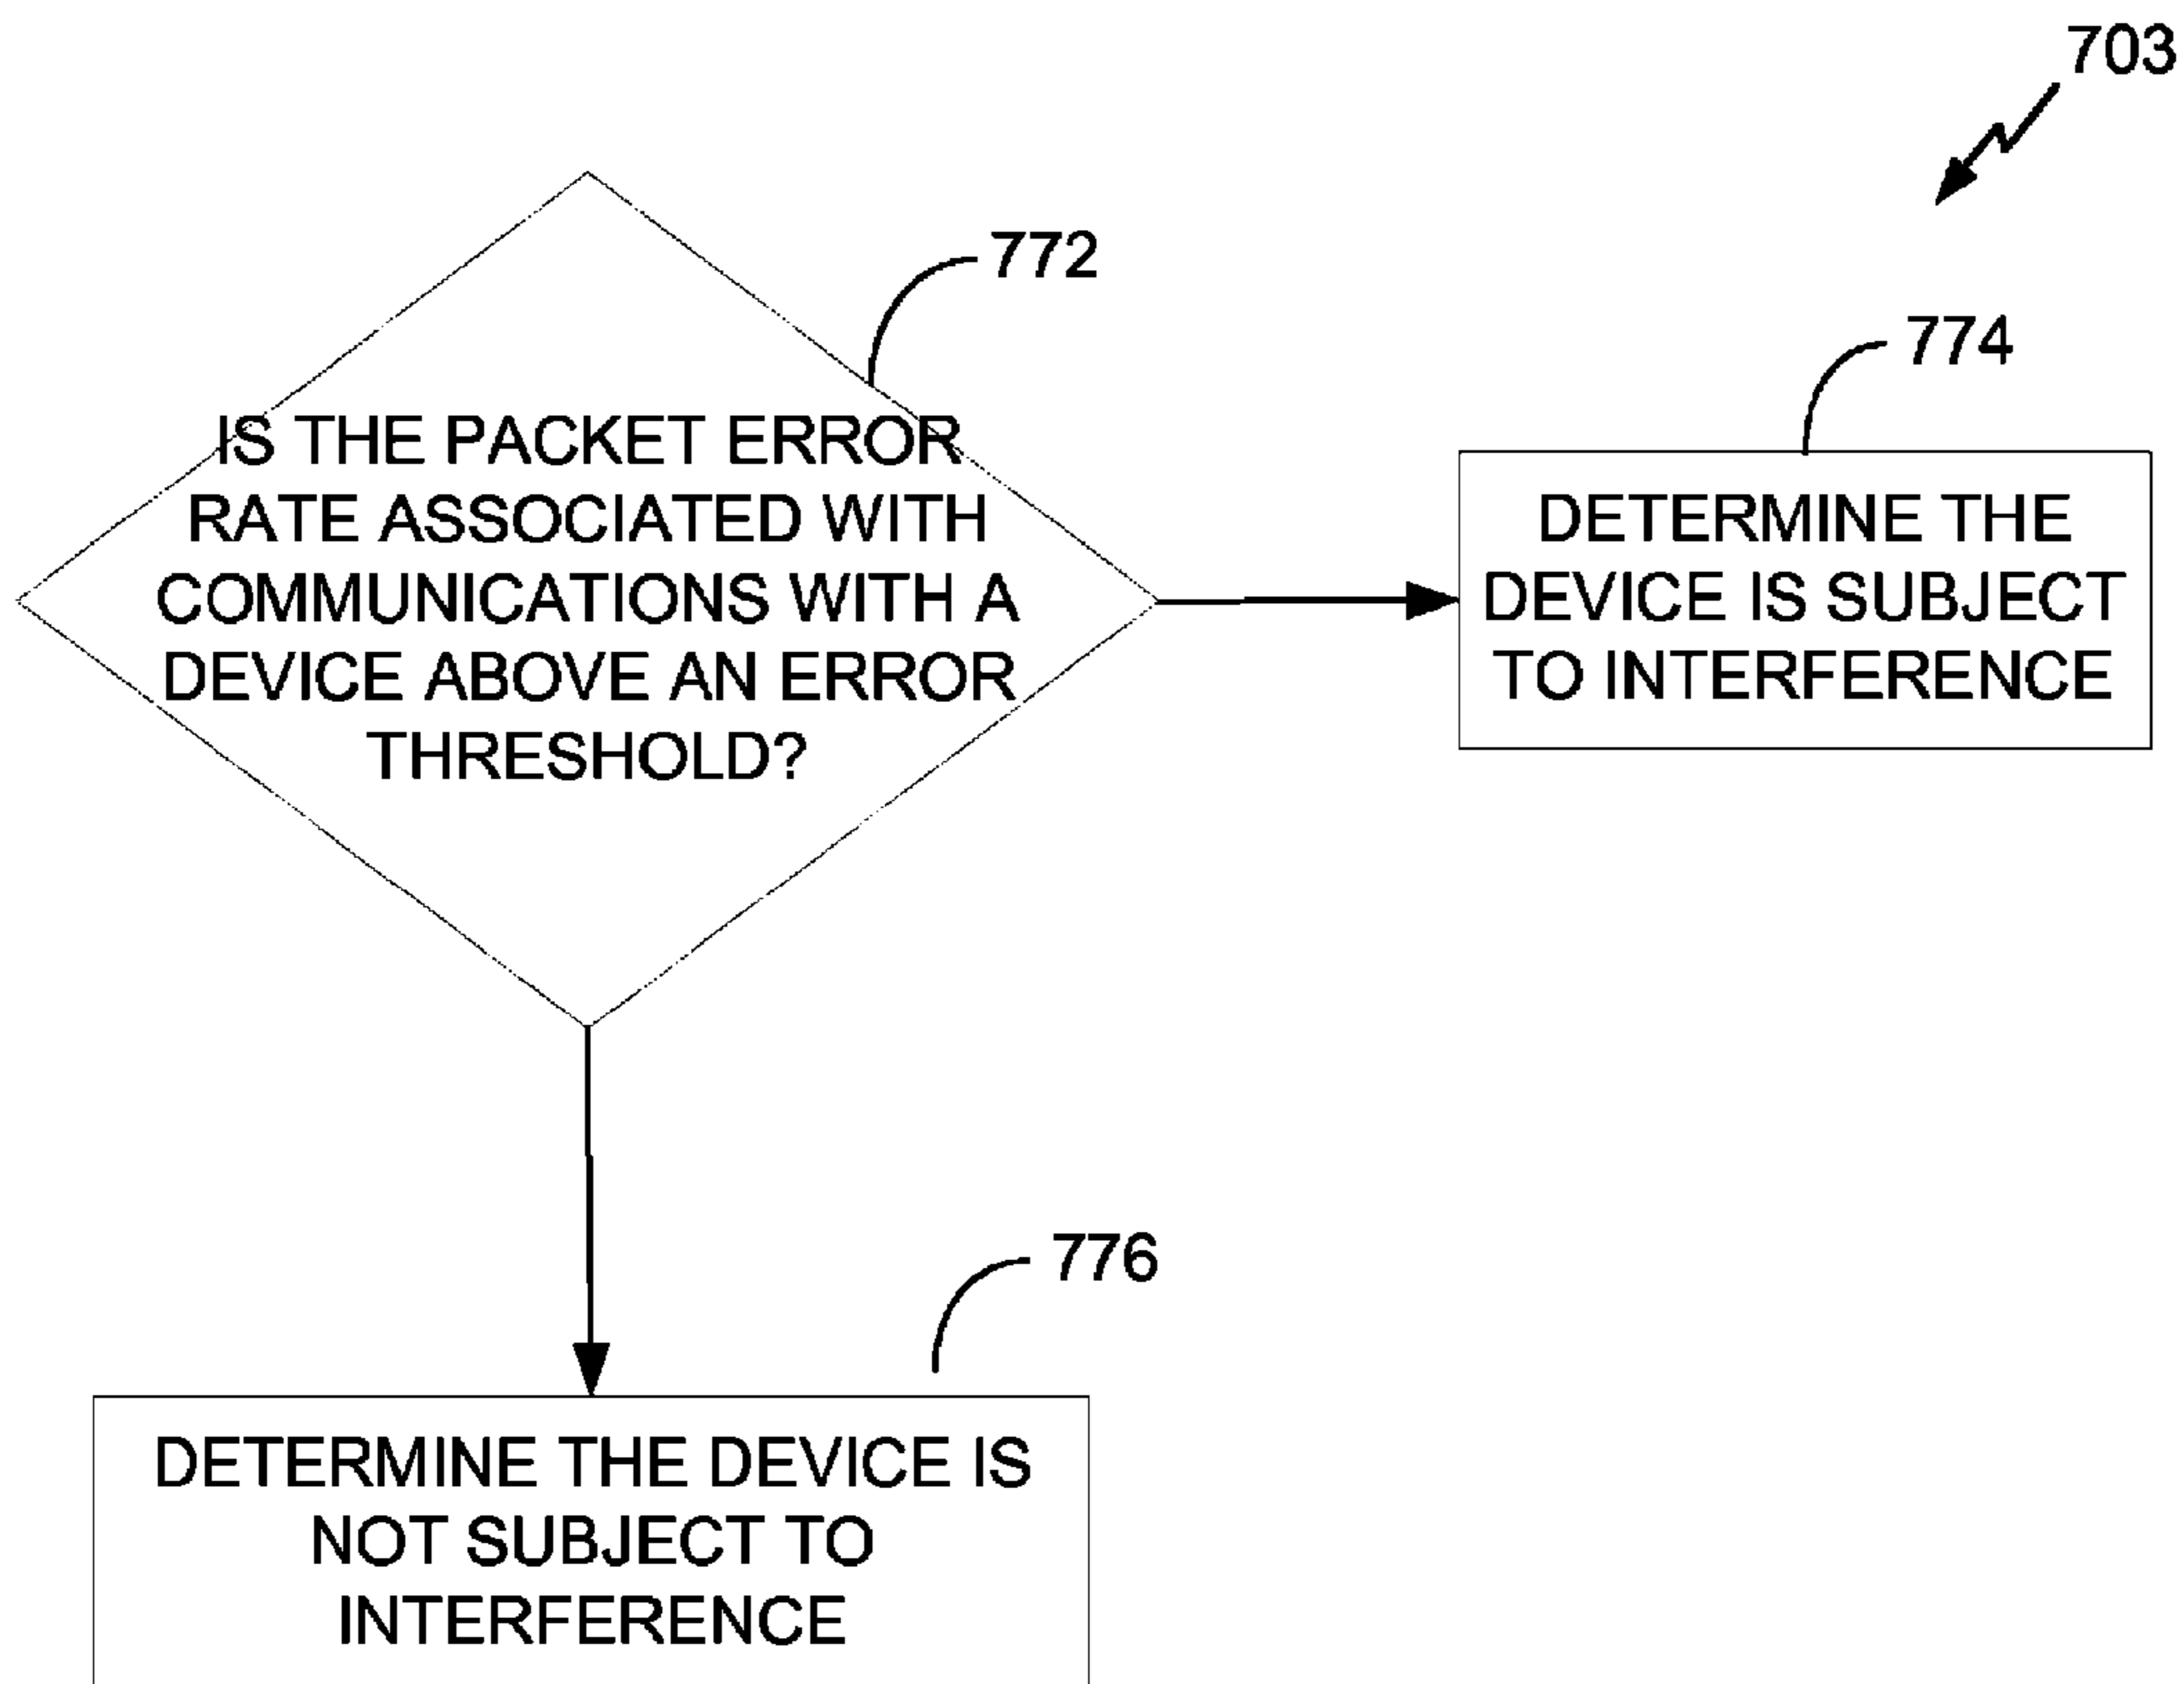 703
772
IS THE PACKET ERROR
RATE ASSOCIATED WITH
COMMUNICATIONS WITH A
DEVICE ABOVE AN ERROR
THRESHOLD?
774
DETERMINE THE
DEVICE IS SUBJECT
TO INTERFERENCE
776
DETERMINE THE DEVICE IS
NOT SUBJECT TO
INTERFERENCE